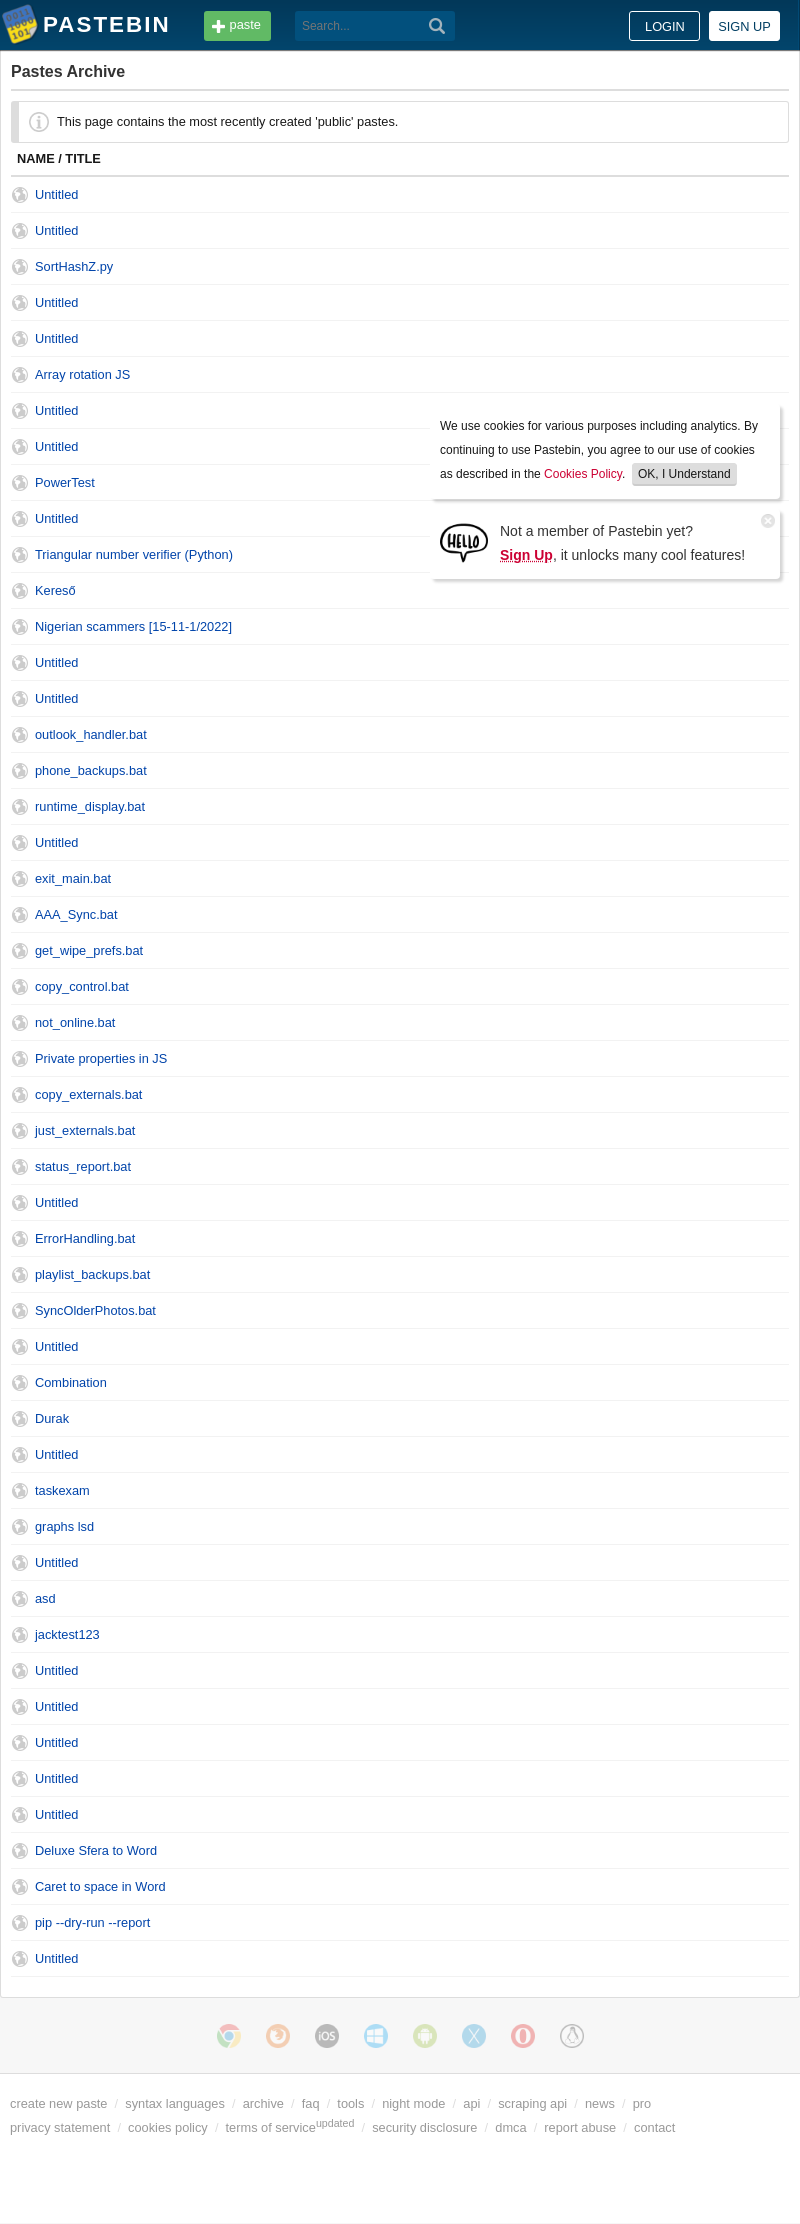 PASTEBIN
paste
Search...
LOGIN
SIGN UP
Pastes Archive
This page contains the most recently created 'public' pastes.
NAME / TITLE
Untitled
Untitled
SortHashZ.py
Untitled
Untitled
Array rotation JS
Untitled
Untitled
PowerTest
Untitled
Triangular number verifier (Python)
Kereső
Nigerian scammers [15-11-1/2022]
Untitled
Untitled
outlook_handler.bat
phone_backups.bat
runtime_display.bat
Untitled
exit_main.bat
AAA_Sync.bat
get_wipe_prefs.bat
copy_control.bat
not_online.bat
Private properties in JS
copy_externals.bat
just_externals.bat
status_report.bat
Untitled
ErrorHandling.bat
playlist_backups.bat
SyncOlderPhotos.bat
Untitled
Combination
Durak
Untitled
taskexam
graphs lsd
Untitled
asd
jacktest123
Untitled
Untitled
Untitled
Untitled
Untitled
Deluxe Sfera to Word
Caret to space in Word
pip --dry-run --report
Untitled
We use cookies for various purposes including analytics. By
continuing to use Pastebin, you agree to our use of cookies
as described in the Cookies Policy. OK, I Understand
HELLO
Not a member of Pastebin yet?
Sign Up, it unlocks many cool features!
iOS
create new paste / syntax languages / archive / faq / tools / night mode / api / scraping api / news / pro
privacy statement / cookies policy / terms of service updated / security disclosure / dmca / report abuse / contact